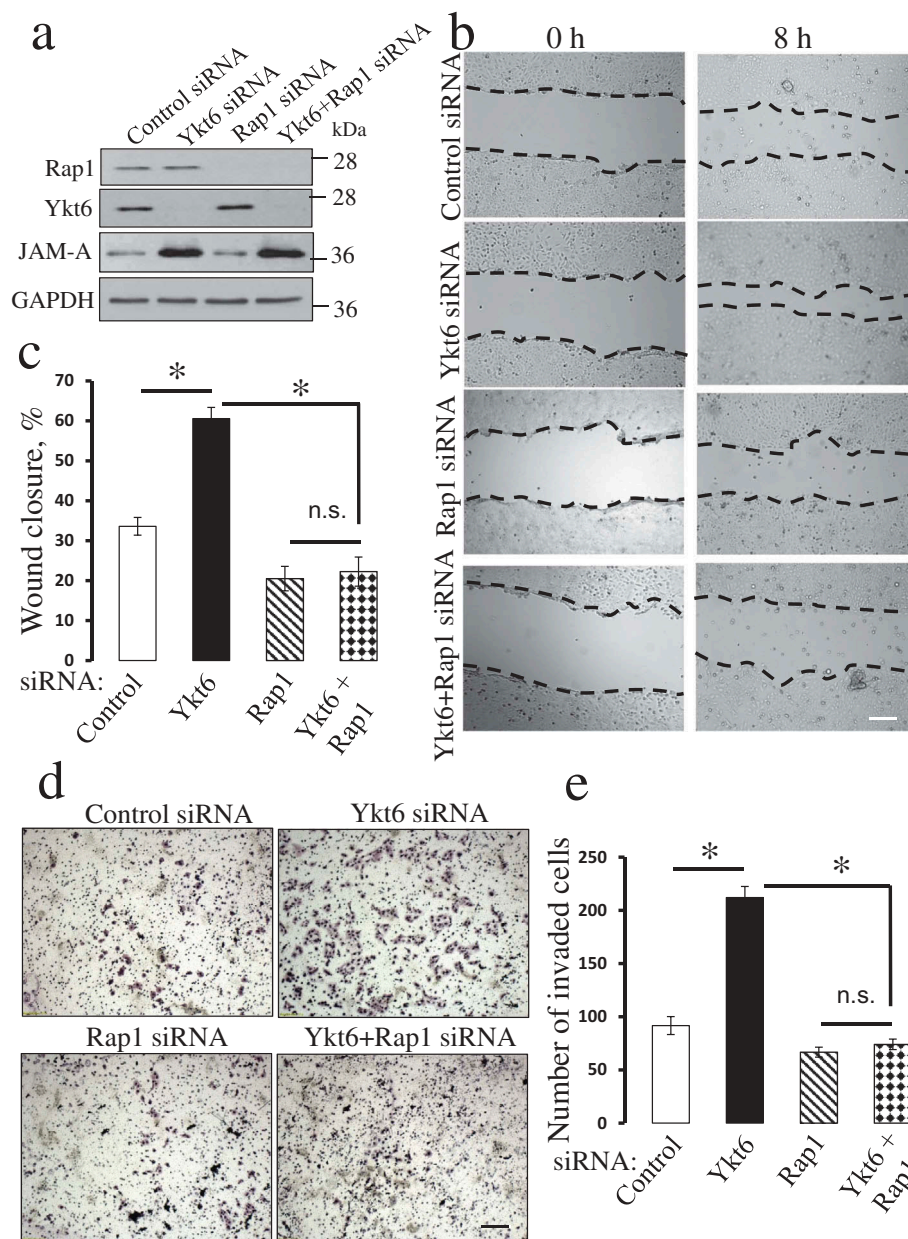 a
Control siRNA
Ykt6 siRNA
Rap1 siRNA
Ykt6+Rap1 siRNA
kDa
Rap1
28
Ykt6
28
JAM-A
36
GAPDH
36
b
0 h
8 h
Control siRNA
Ykt6 siRNA
Rap1 siRNA
Ykt6+Rap1 siRNA
c
Wound closure, %
70
60
50
40
30
20
10
0
*
*
n.s.
siRNA:
Control
Ykt6
Rap1
Ykt6 +
Rap1
d
Control siRNA
Ykt6 siRNA
Rap1 siRNA
Ykt6+Rap1 siRNA
e
Number of invaded cells
250
200
150
100
50
0
*
*
n.s.
siRNA:
Control
Ykt6
Rap1
Ykt6 +
Rap1